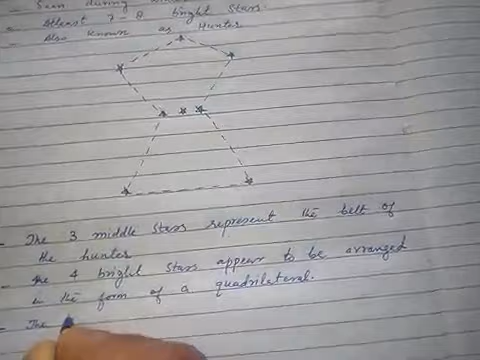 - Seen during
- Atleast 7 - 8 bright stars.
- Also known as Hunter
- The 3 middle stars represent the belt of
the hunter
- the 4 bright stars appear to be arranged
in the form of a quadrilateral.
- The